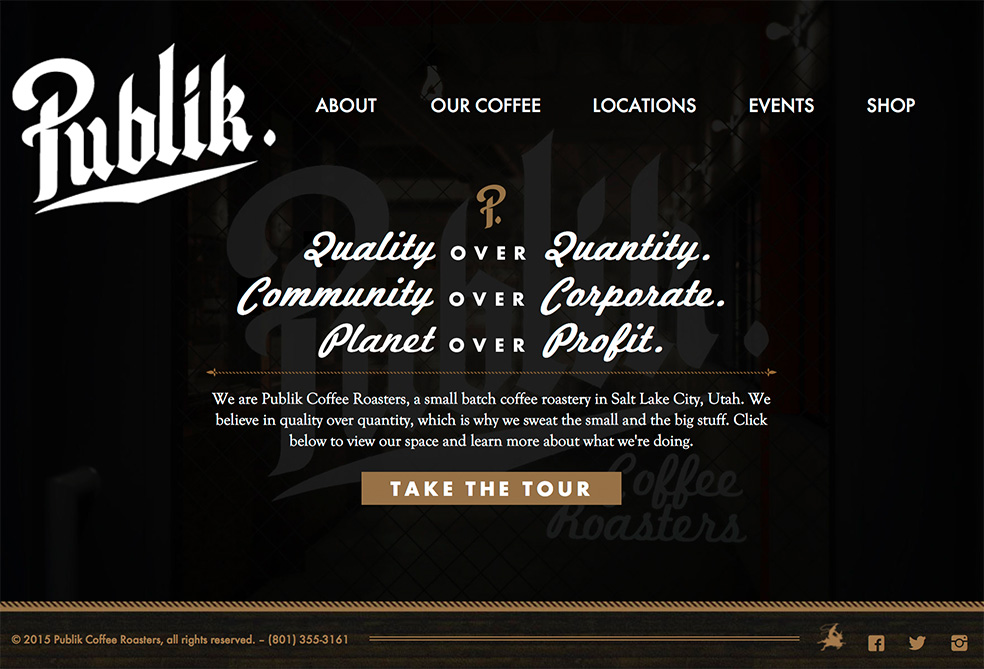 Publik.
ABOUT OUR COFFEE LOCATIONS EVENTS SHOP
Publik.
P.
Quality OVER Quantity.
Community OVER Corporate.
Planet OVER Profit.
We are Publik Coffee Roasters, a small batch coffee roastery in Salt Lake City, Utah. We
believe in quality over quantity, which is why we sweat the small and the big stuff. Click
below to view our space and learn more about what we're doing.
TAKE THE TOUR
Coffee
Roasters
© 2015 Publik Coffee Roasters, all rights reserved. – (801) 355-3161